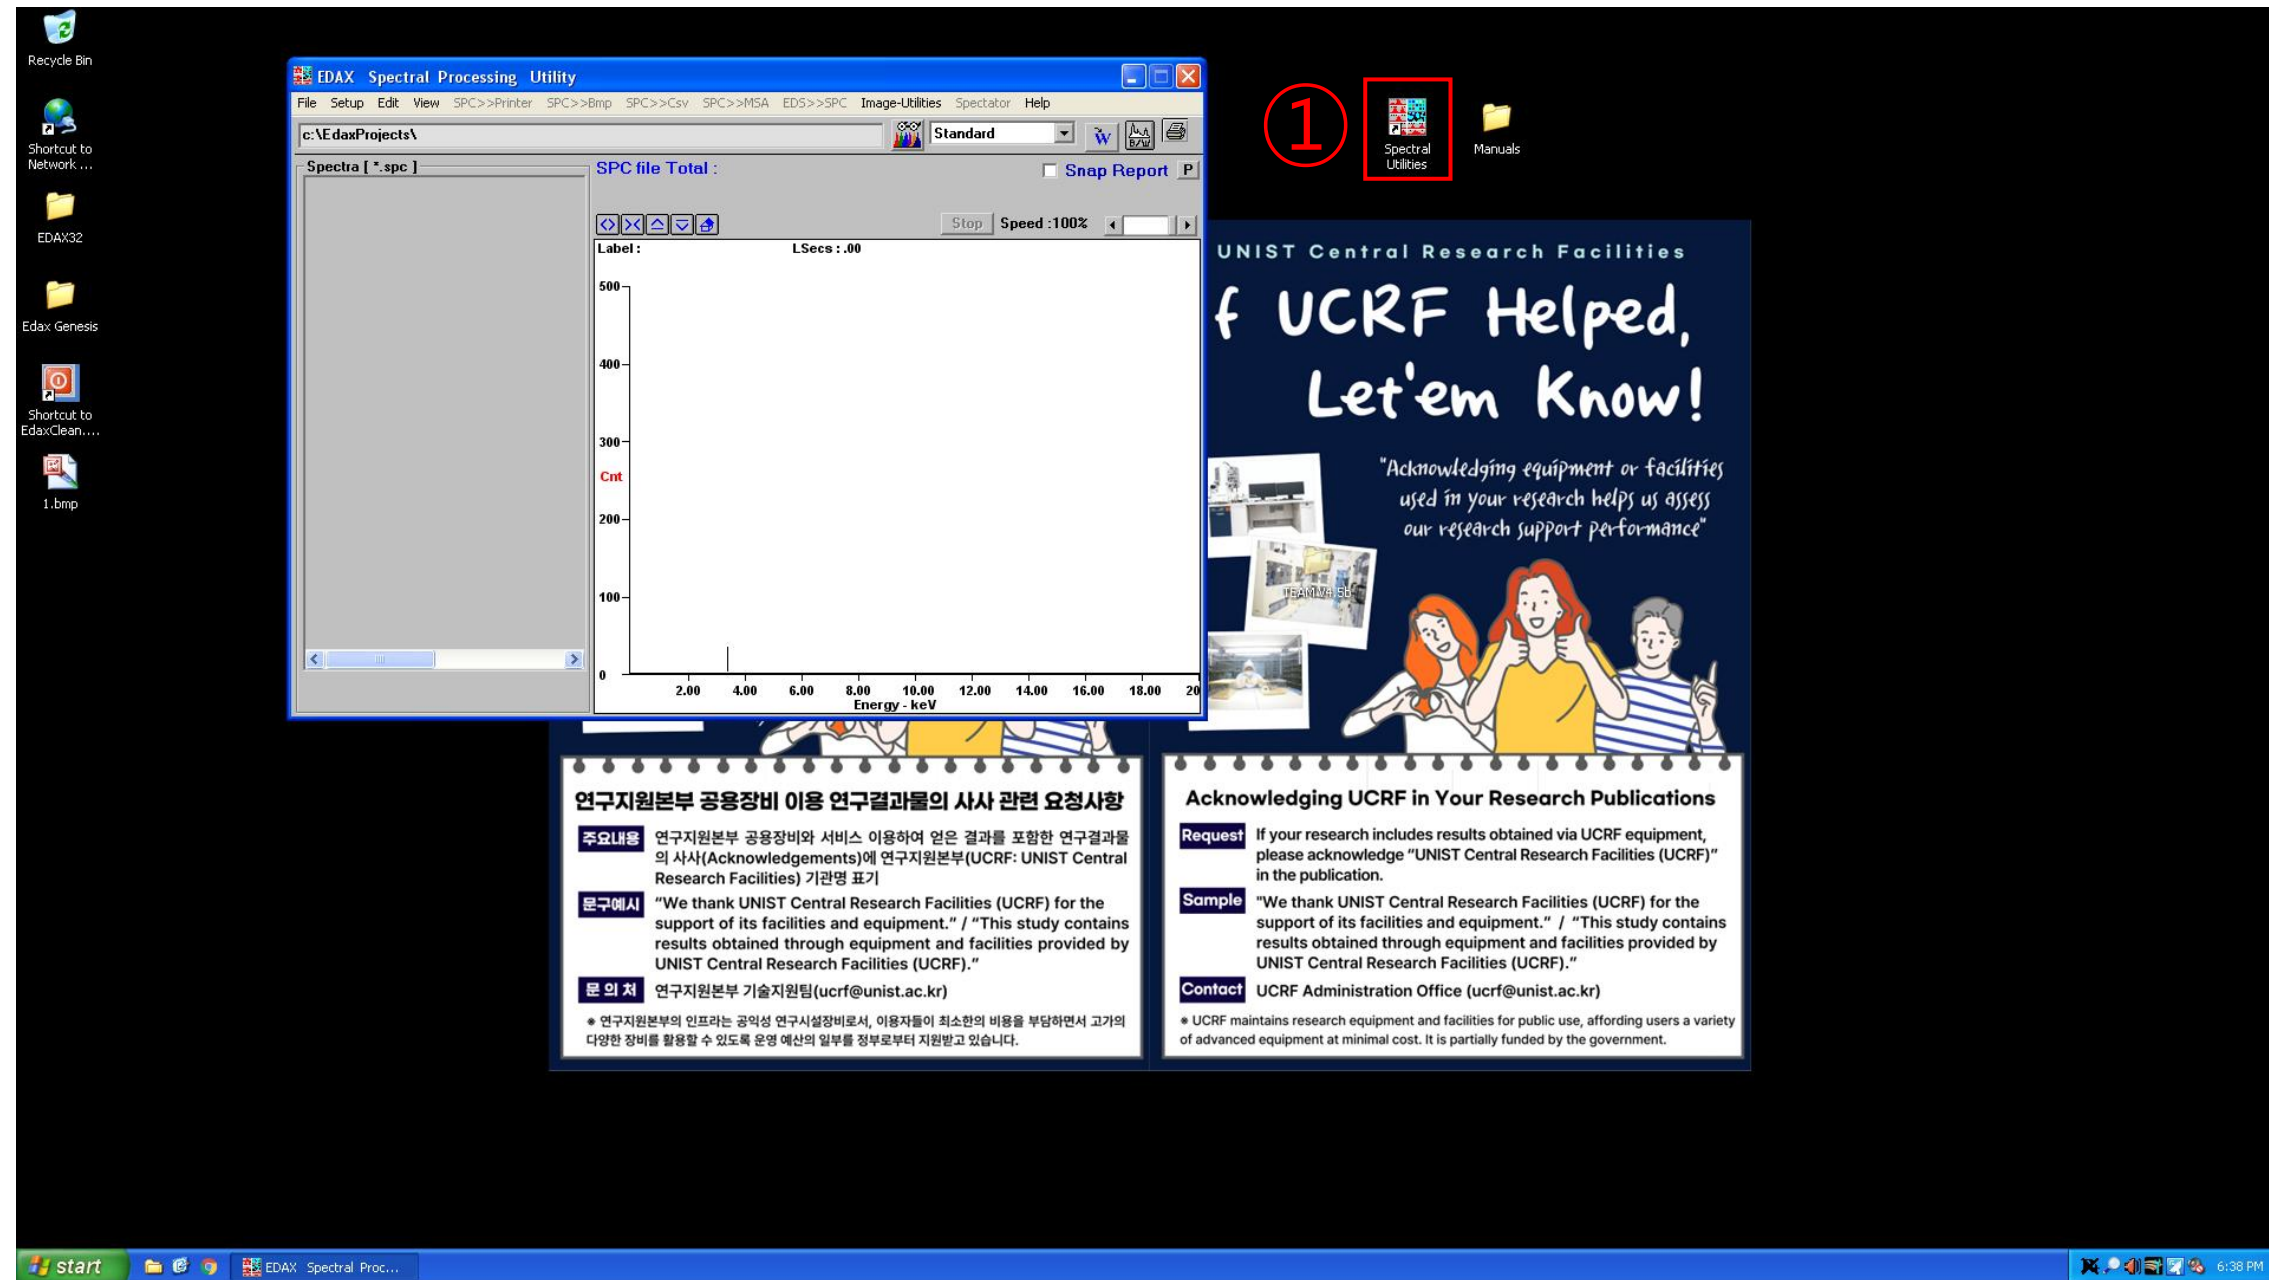 Recycle Bin
Shortcut to
Network ...
EDAX32
Edax Genesis
Shortcut to
EdaxClean....
1.bmp
EDAX Spectral Processing Utility
File Setup Edit View SPC>>Printer SPC>>Bmp SPC>>Csv SPC>>MSA EDS>>SPC Image-Utilities Spectator Help
c:\EdaxProjects\
Standard
W
B/W
Spectra [ *.spc ]
SPC file Total :
Snap Report P
Stop Speed :100%
Label : LSecs : .00
500
400
300
Cnt
200
100
0
2.00 4.00 6.00 8.00 10.00 12.00 14.00 16.00 18.00 20
Energy - keV
①
Spectral
Utilities
Manuals
UNIST Central Research Facilities
f UCRF Helped,
Let'em Know!
"Acknowledging equipment or facilities
used in your research helps us assess
our research support performance"
TEAM V4.5b
연구지원본부 공용장비 이용 연구결과물의 사사 관련 요청사항
주요내용 연구지원본부 공용장비와 서비스 이용하여 얻은 결과를 포함한 연구결과물
의 사사(Acknowledgements)에 연구지원본부(UCRF: UNIST Central
Research Facilities) 기관명 표기
문구예시 “We thank UNIST Central Research Facilities (UCRF) for the
support of its facilities and equipment.” / “This study contains
results obtained through equipment and facilities provided by
UNIST Central Research Facilities (UCRF).”
문 의 처 연구지원본부 기술지원팀(ucrf@unist.ac.kr)
※ 연구지원본부의 인프라는 공익성 연구시설장비로서, 이용자들이 최소한의 비용을 부담하면서 고가의
다양한 장비를 활용할 수 있도록 운영 예산의 일부를 정부로부터 지원받고 있습니다.
Acknowledging UCRF in Your Research Publications
Request If your research includes results obtained via UCRF equipment,
please acknowledge “UNIST Central Research Facilities (UCRF)”
in the publication.
Sample "We thank UNIST Central Research Facilities (UCRF) for the
support of its facilities and equipment.” / “This study contains
results obtained through equipment and facilities provided by
UNIST Central Research Facilities (UCRF).”
Contact UCRF Administration Office (ucrf@unist.ac.kr)
※ UCRF maintains research equipment and facilities for public use, affording users a variety
of advanced equipment at minimal cost. It is partially funded by the government.
start
EDAX Spectral Proc...
6:38 PM